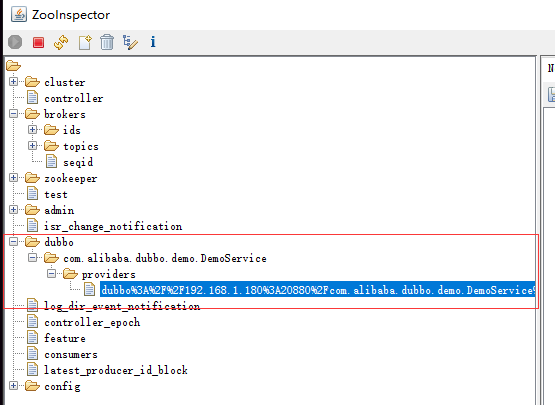 ZooInspector
N
cluster
controller
brokers
ids
topics
seqid
zookeeper
test
admin
isr_change_notification
dubbo
com.alibaba.dubbo.demo.DemoService
providers
dubbo%3A%2F%2F192.168.1.180%3A20880%2Fcom.alibaba.dubbo.demo.DemoService%
log_dir_event_notification
controller_epoch
feature
consumers
latest_producer_id_block
config